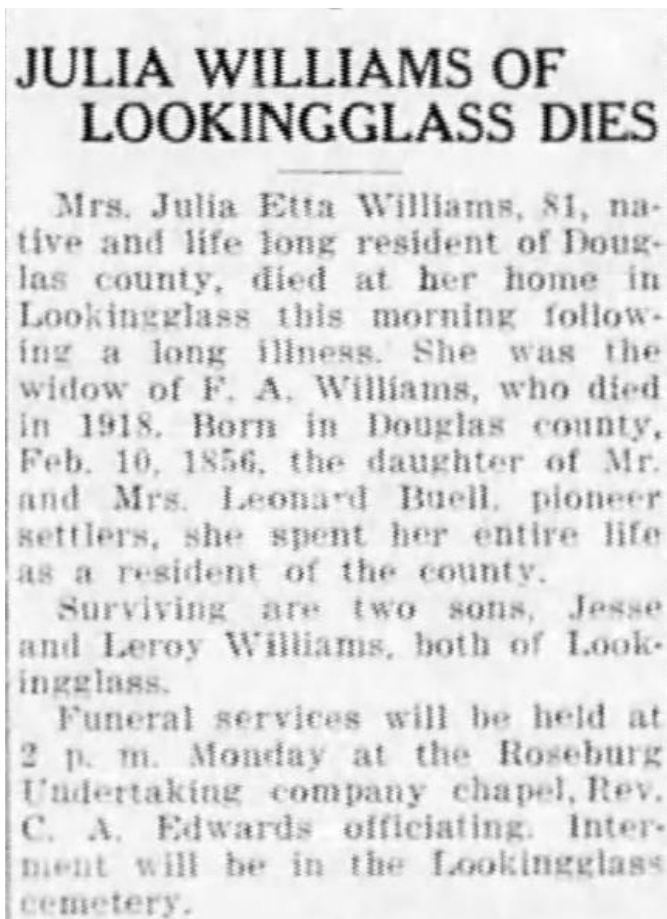 JULIA WILLIAMS OF
LOOKINGGLASS DIES
Mrs. Julia Etta Williams, 81, na-
tive and life long resident of Doug-
las county, died at her home in
Lookingglass this morning follow-
ing a long illness. She was the
widow of F. A. Williams, who died
in 1918. Born in Douglas county,
Feb. 10, 1856, the daughter of Mr.
and Mrs. Leonard Buell, pioneer
settlers, she spent her entire life
as a resident of the county.
Surviving are two sons, Jesse
and Leroy Williams, both of Look-
ingglass.
Funeral services will be held at
2 p. m. Monday at the Roseburg
Undertaking company chapel, Rev.
C. A. Edwards officiating. Inter-
ment will be in the Lookingglass
cemetery.